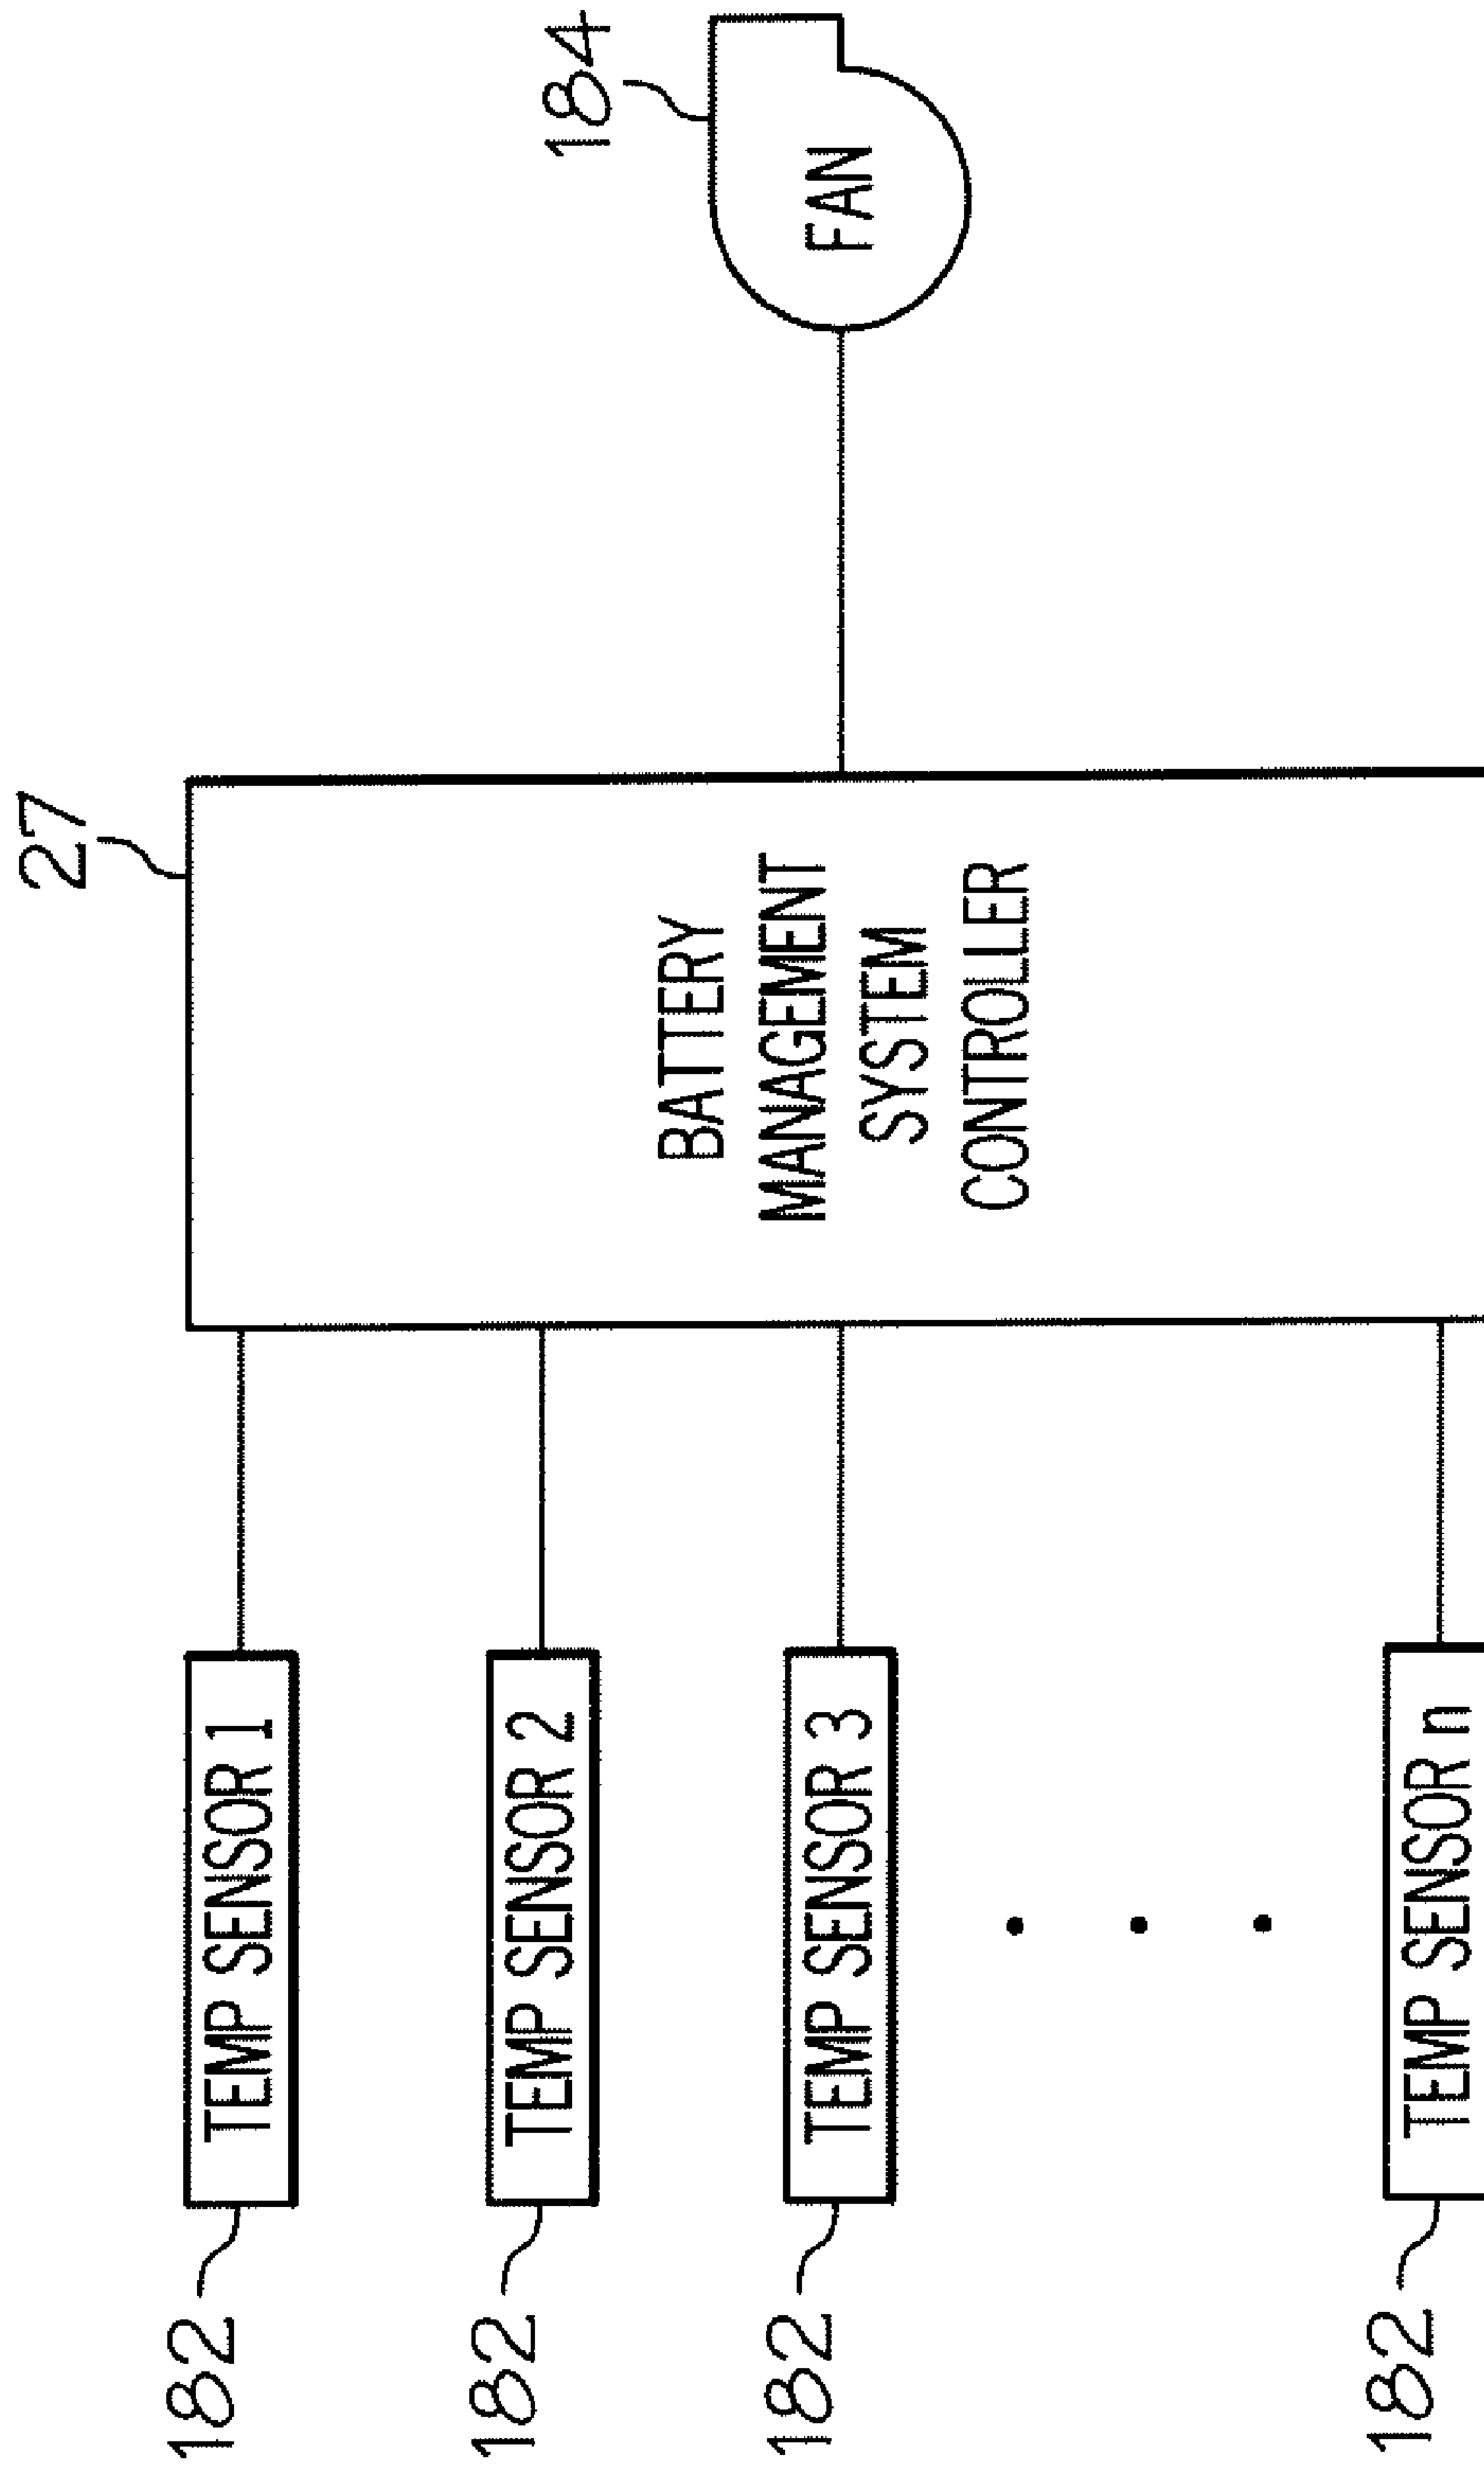 182
TEMP SENSOR 1
182
TEMP SENSOR 2
182
TEMP SENSOR 3
182
TEMP SENSOR n
27
BATTERY
MANAGEMENT
SYSTEM
CONTROLLER
184
FAN